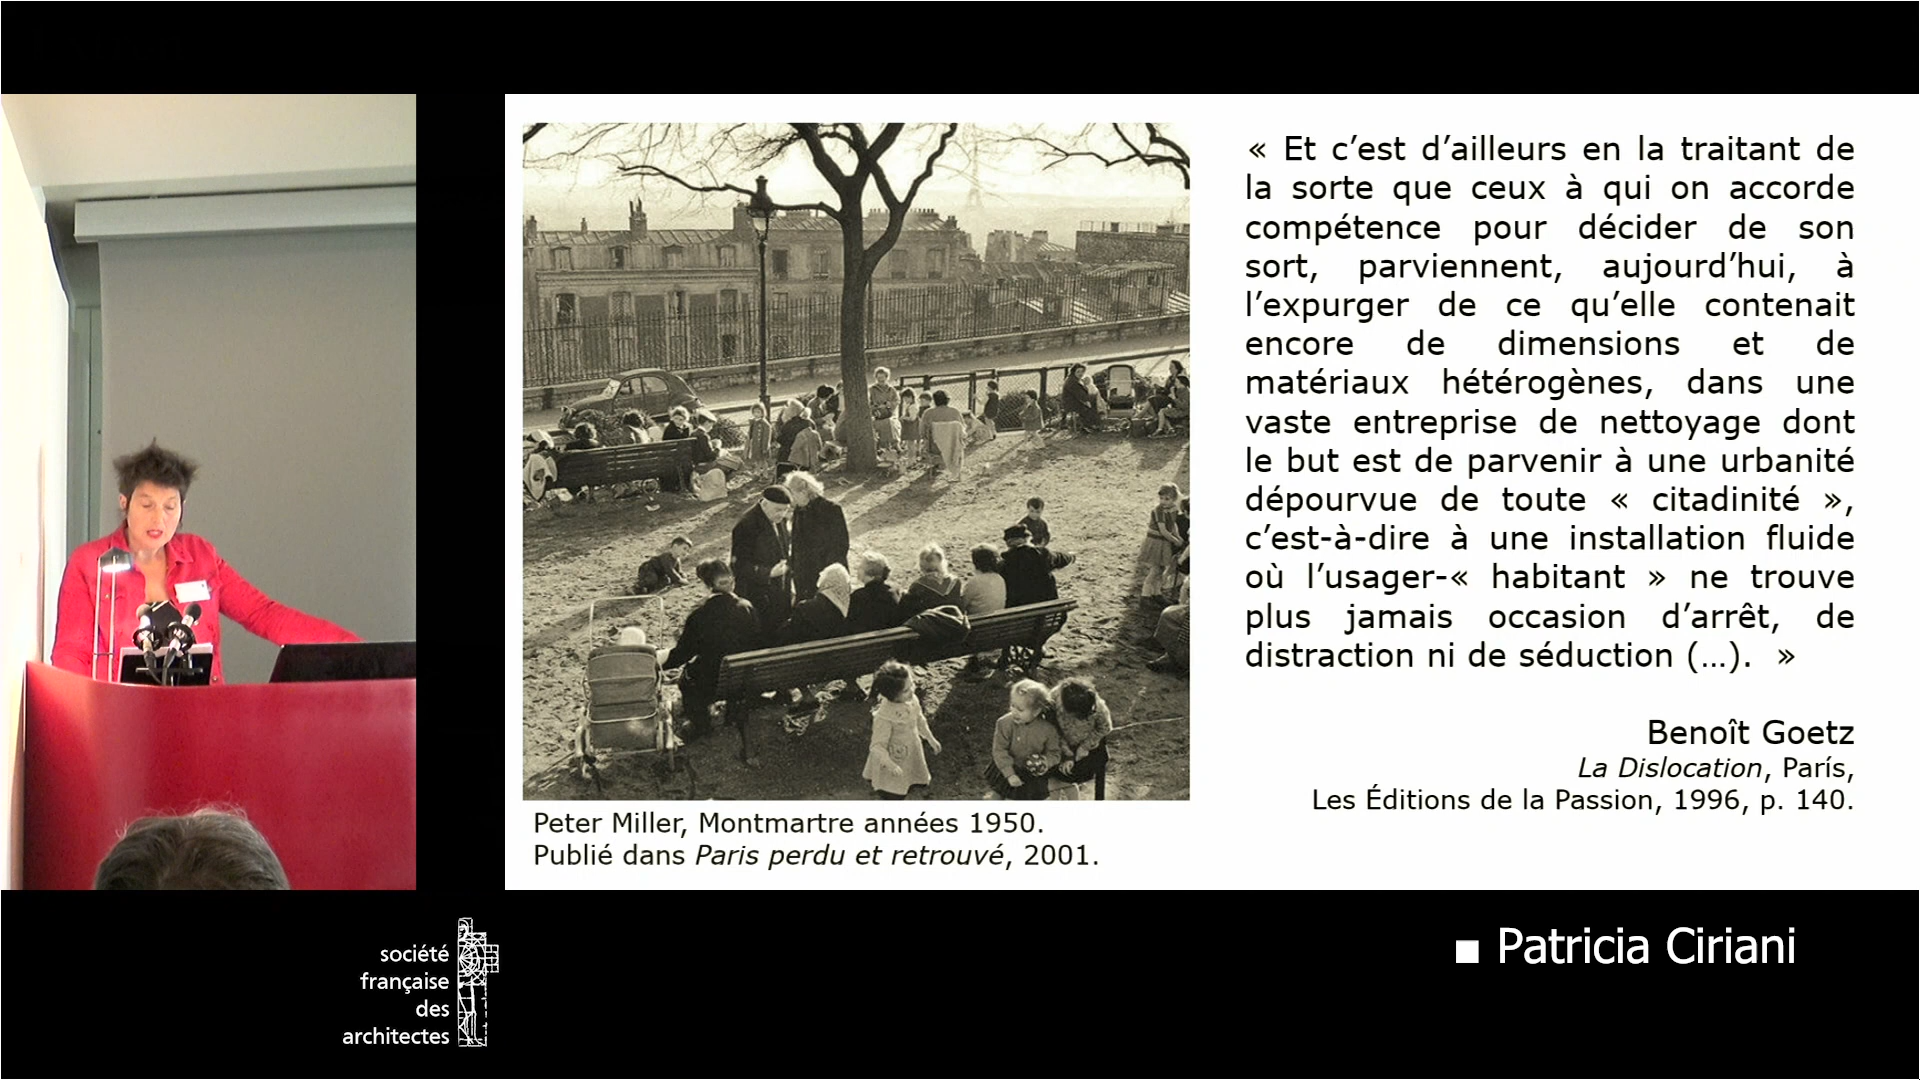 « Et c’est d’ailleurs en la traitant de
la sorte que ceux à qui on accorde
compétence pour décider de son
sort, parviennent, aujourd’hui, à
l’expurger de ce qu’elle contenait
encore de dimensions et de
matériaux hétérogènes, dans une
vaste entreprise de nettoyage dont
le but est de parvenir à une urbanité
dépourvue de toute « citadinité »,
c’est-à-dire à une installation fluide
où l’usager-« habitant » ne trouve
plus jamais occasion d’arrêt, de
distraction ni de séduction (…). »
Benoît Goetz
La Dislocation, París,
Les Éditions de la Passion, 1996, p. 140.
Peter Miller, Montmartre années 1950.
Publié dans Paris perdu et retrouvé, 2001.
société
française
des
architectes
▪ Patricia Ciriani